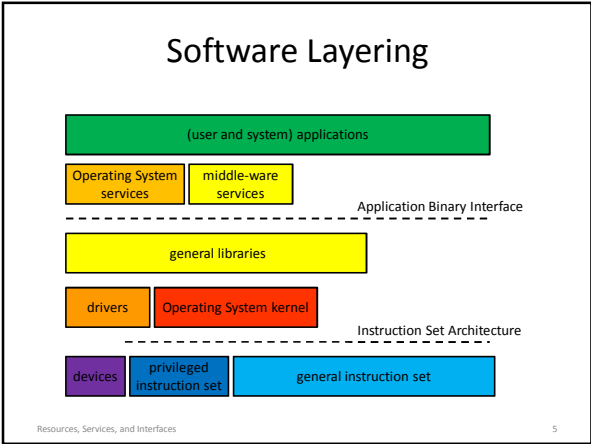 Software Layering
(user and system) applications
Operating System
services
middle-ware
services
Application Binary Interface
general libraries
drivers
Operating System kernel
Instruction Set Architecture
devices
privileged
instruction set
general instruction set
Resources, Services, and Interfaces
5